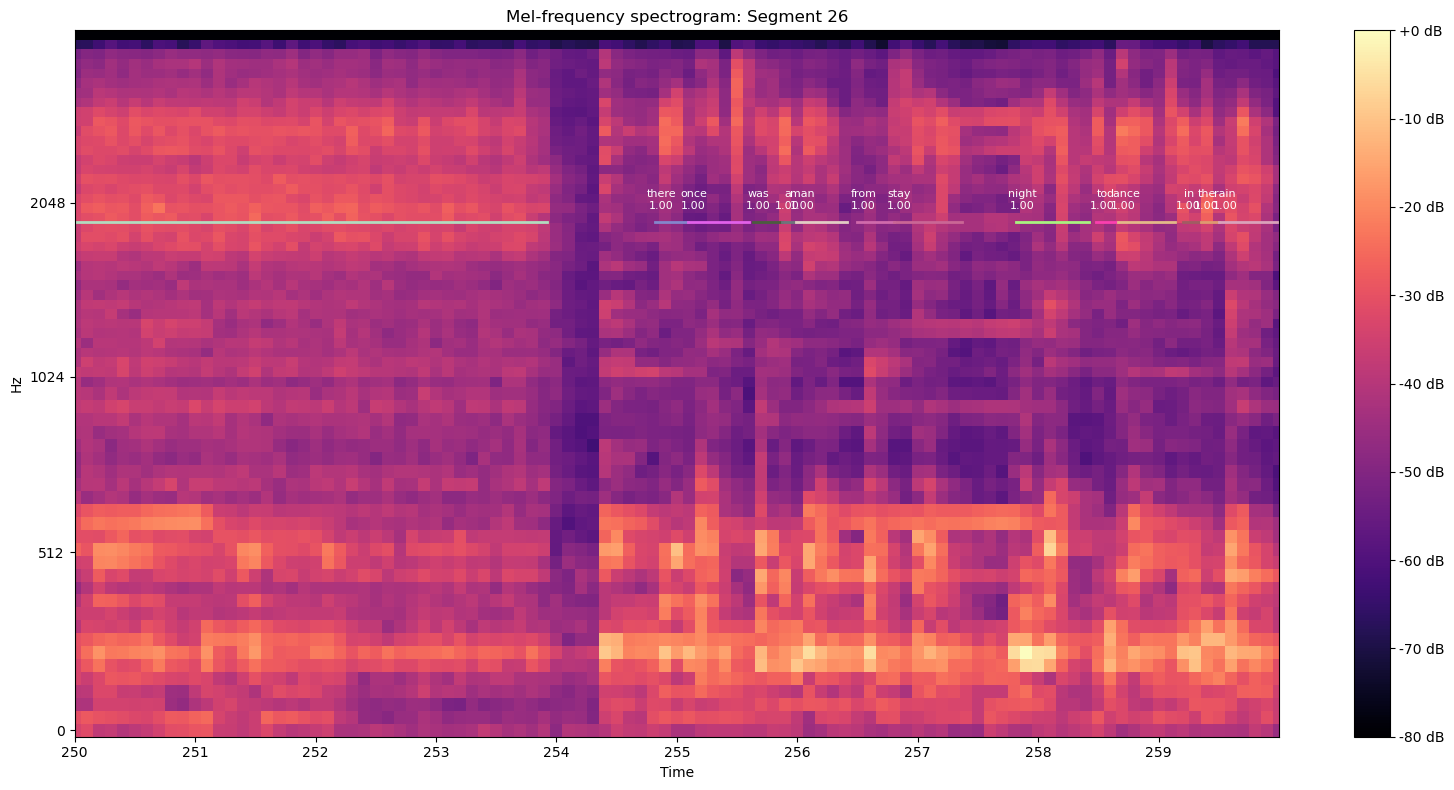 Mel-frequency spectrogram: Segment 26
+0 dB
-10 dB
-20 dB
-30 dB
-40 dB
-50 dB
-60 dB
-70 dB
-80 dB
Hz
2048
1024
512
0
there once was a man from stay night to dance in the rain
1.00 1.00 1.00 1.00 1.00 1.00 1.00 1.00 1.00 1.00 1.00 1.00 1.00
250 251 252 253 254 255 256 257 258 259
Time